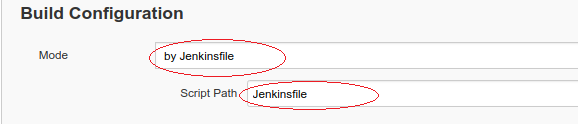 Build Configuration
Mode by Jenkinsfile
Script Path Jenkinsfile